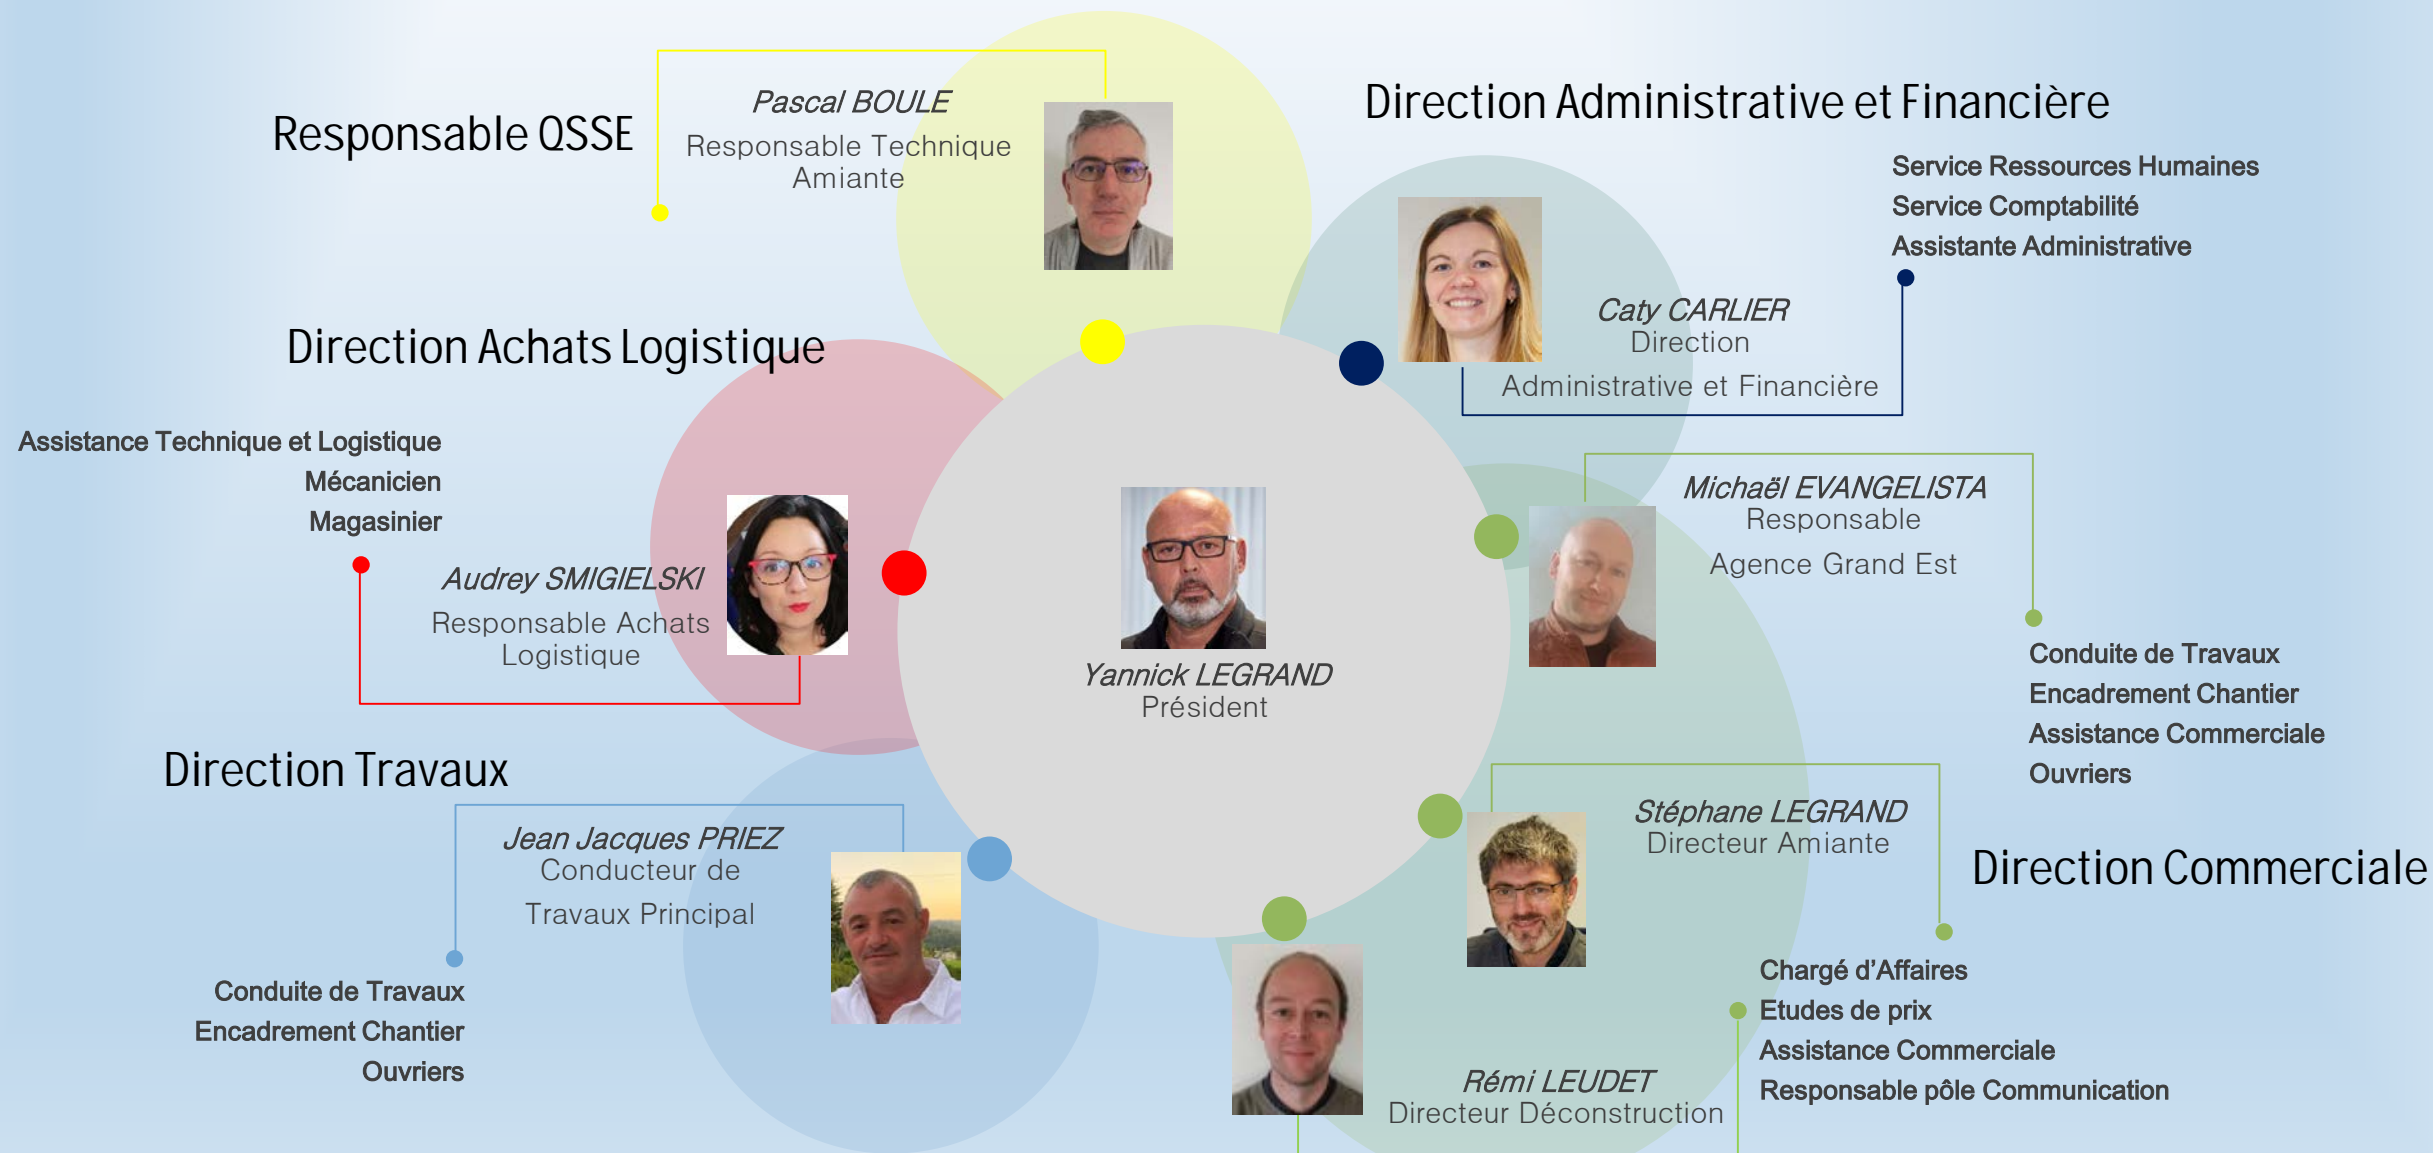 Responsable QSSE
Pascal BOULE
Responsable Technique
Amiante
Direction Administrative et Financière
Service Ressources Humaines
Service Comptabilité
Assistante Administrative
Caty CARLIER
Direction
Administrative et Financière
Direction Achats Logistique
Assistance Technique et Logistique
Mécanicien
Magasinier
Audrey SMIGIELSKI
Responsable Achats
Logistique
Yannick LEGRAND
Président
Michaël EVANGELISTA
Responsable
Agence Grand Est
Conduite de Travaux
Encadrement Chantier
Assistance Commerciale
Ouvriers
Direction Travaux
Jean Jacques PRIEZ
Conducteur de
Travaux Principal
Conduite de Travaux
Encadrement Chantier
Ouvriers
Stéphane LEGRAND
Directeur Amiante
Direction Commerciale
Chargé d’Affaires
Etudes de prix
Assistance Commerciale
Responsable pôle Communication
Rémi LEUDET
Directeur Déconstruction